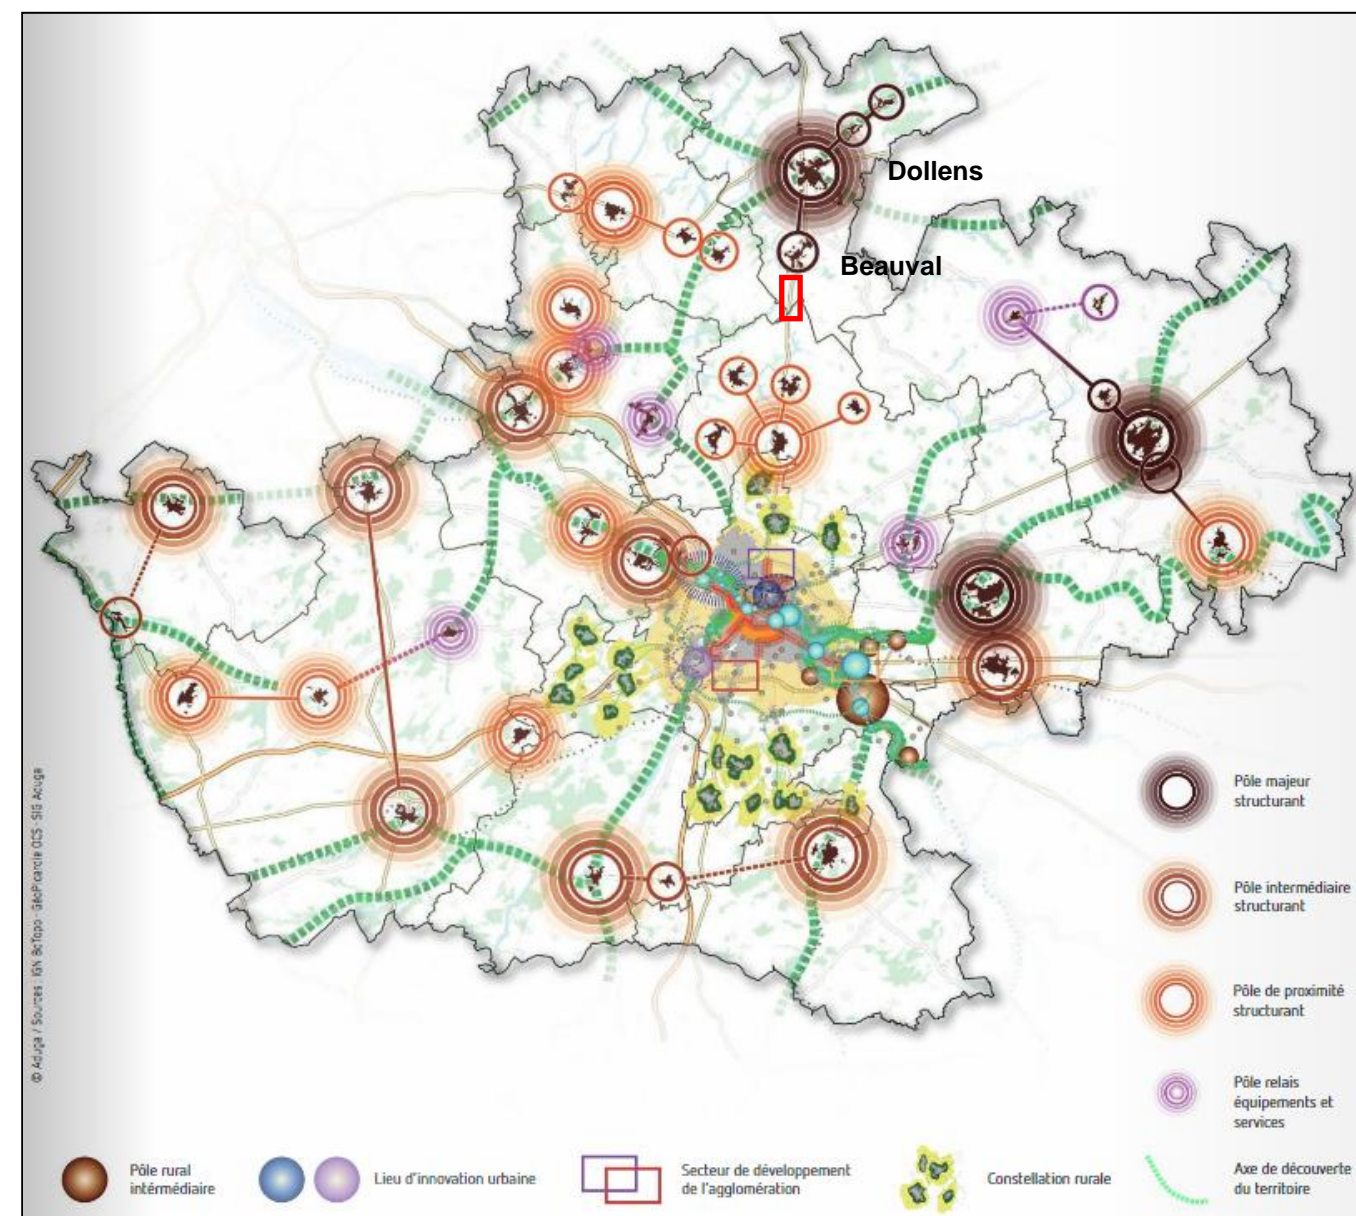 Dollens
Beauval
© Aduga / Sources : IGN BdTopo - GéoPicardie OCS - SIG Aduga
Pôle majeur
structurant
Pôle intermédiaire
structurant
Pôle de proximité
structurant
Pôle relais
équipements et
services
Pôle rural
intérmédiaire
Lieu d'innovation urbaine
Secteur de développement
de l'agglomération
Constellation rurale
Axe de découverte
du territoire